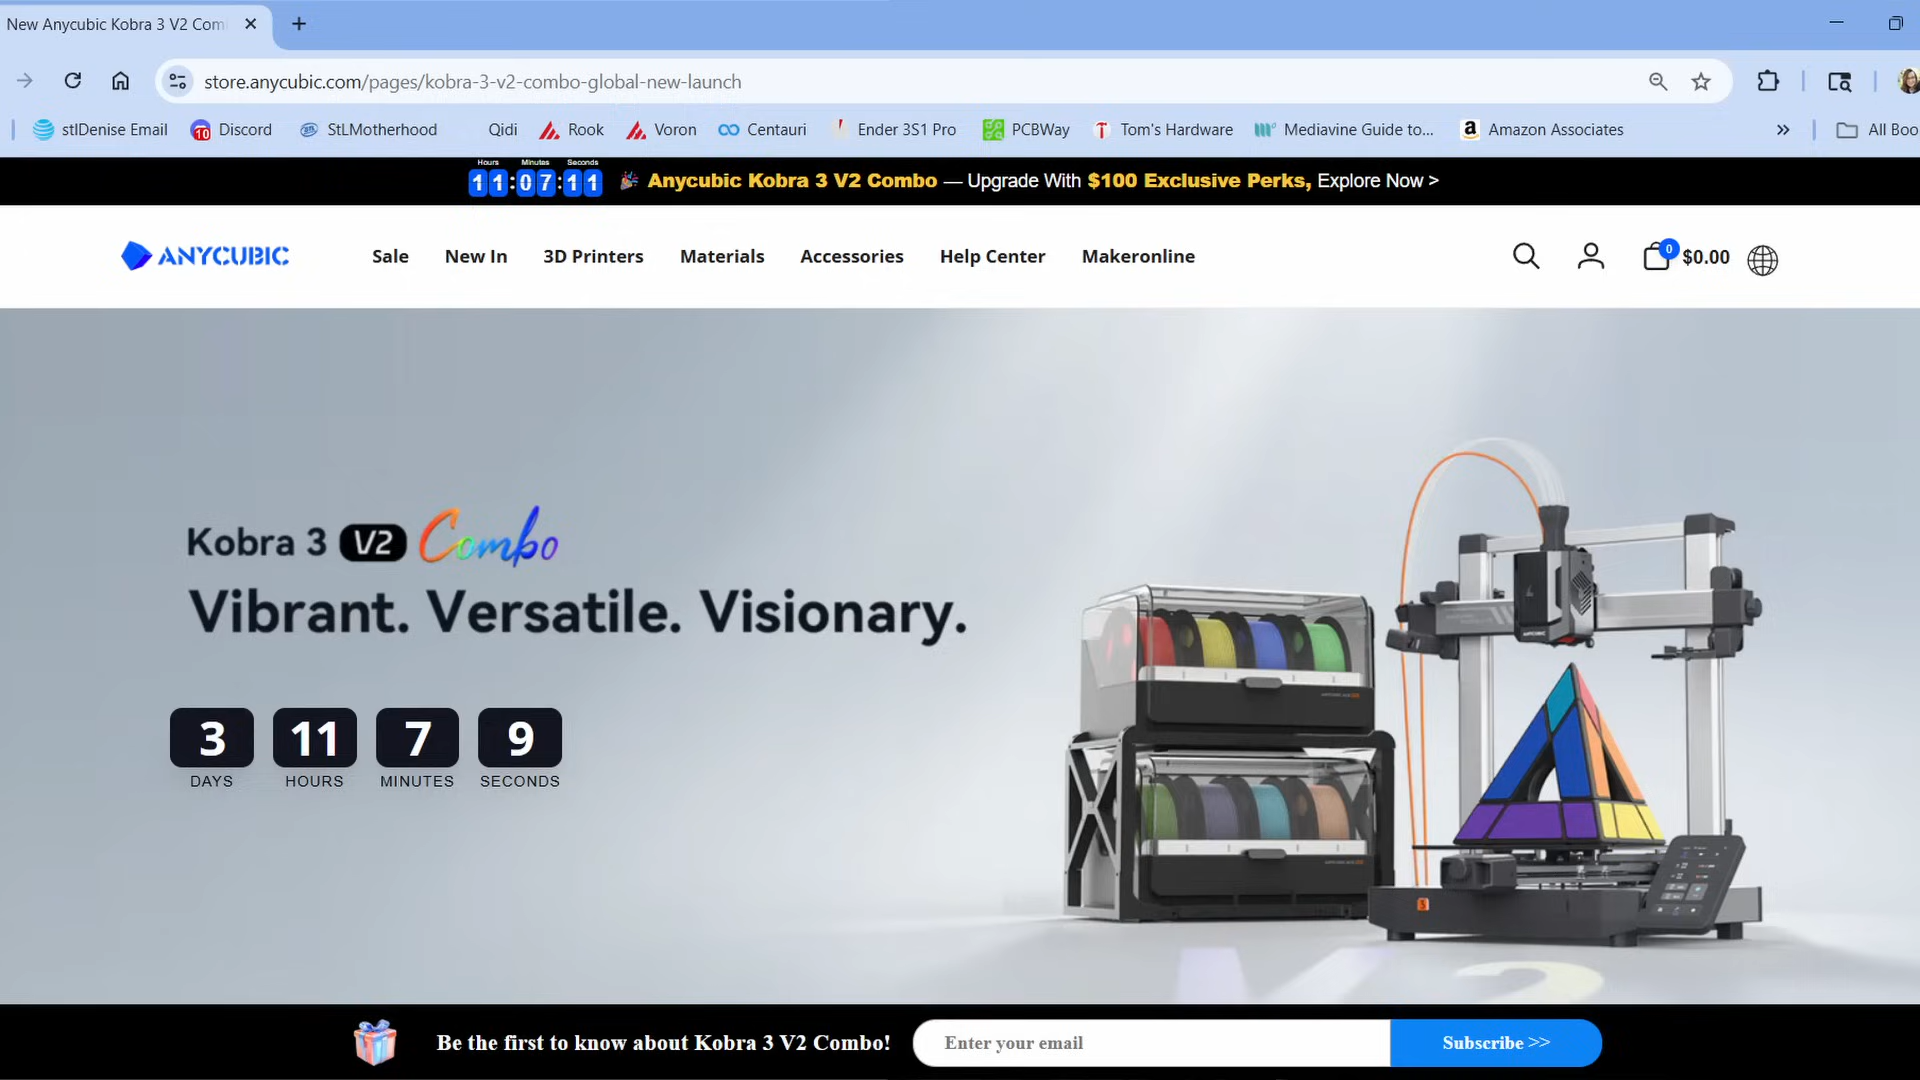 New Anycubic Kobra 3 V2 Com
store.anycubic.com/pages/kobra-3-v2-combo-global-new-launch
stlDenise Email 10 Discord StLMotherhood Qidi Rook Voron Centauri Ender 3S1 Pro PCBWay Tom's Hardware Mediavine Guide to... a Amazon Associates » All Boo
Hours Minutes Seconds
11:07:11 Anycubic Kobra 3 V2 Combo — Upgrade With $100 Exclusive Perks, Explore Now >
ANYCUBIC Sale New In 3D Printers Materials Accessories Help Center Makeronline 0 $0.00
Kobra 3 V2 Combo
Vibrant. Versatile. Visionary.
3 11 7 9
DAYS HOURS MINUTES SECONDS
Be the first to know about Kobra 3 V2 Combo! Enter your email Subscribe >>